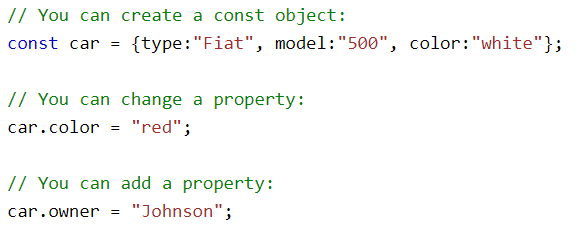 // You can create a const object:
const car = {type:"Fiat", model:"500", color:"white"};
// You can change a property:
car.color = "red";
// You can add a property:
car.owner = "Johnson";